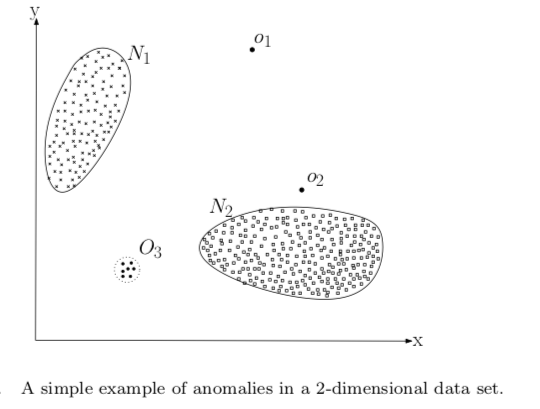 y
o1
N1
o2
N2
O3
x
. A simple example of anomalies in a 2-dimensional data set.